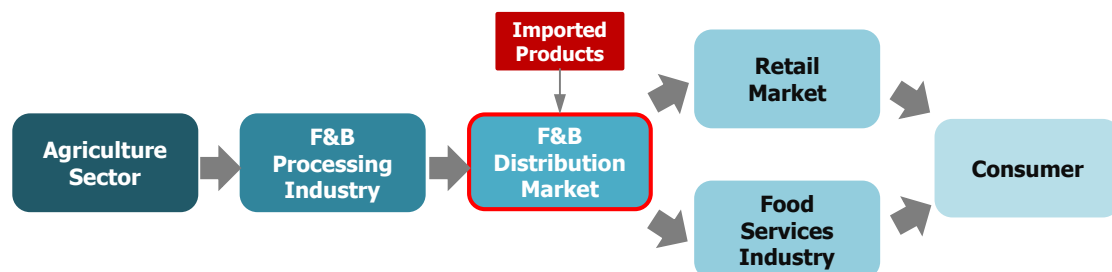 Imported
Products
Agriculture
Sector
F&B
Processing
Industry
F&B
Distribution
Market
Retail
Market
Food
Services
Industry
Consumer